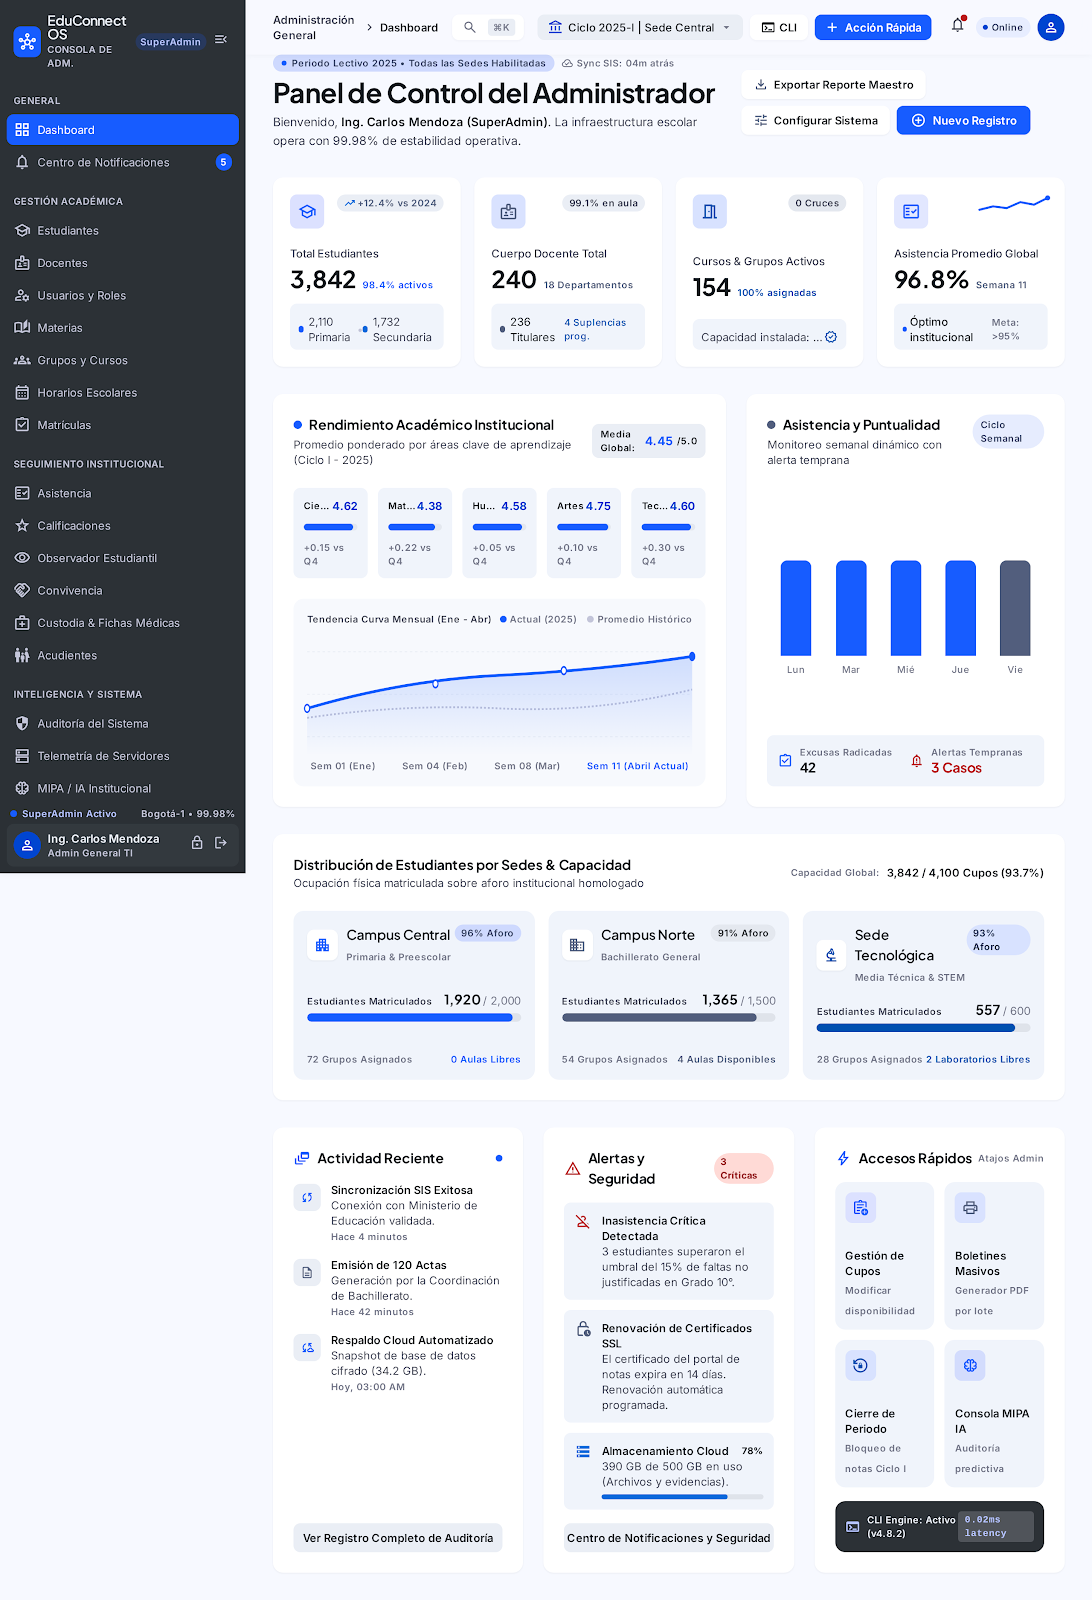 EduConnect OS
CONSOLA DE ADM.
SuperAdmin
GENERAL
Dashboard
Centro de Notificaciones 5
GESTIÓN ACADÉMICA
Estudiantes
Docentes
Usuarios y Roles
Materias
Grupos y Cursos
Horarios Escolares
Matrículas
SEGUIMIENTO INSTITUCIONAL
Asistencia
Calificaciones
Observador Estudiantil
Convivencia
Custodia & Fichas Médicas
Acudientes
INTELIGENCIA Y SISTEMA
Auditoría del Sistema
Telemetría de Servidores
MIPA / IA Institucional
SuperAdmin Activo Bogotá-1 • 99.98%
Ing. Carlos Mendoza
Admin General TI
Administración General > Dashboard
⌘K
Ciclo 2025-I | Sede Central
CLI
+ Acción Rápida
Online
Periodo Lectivo 2025 • Todas las Sedes Habilitadas
Sync SIS: 04m atrás
Panel de Control del Administrador
Bienvenido, Ing. Carlos Mendoza (SuperAdmin). La infraestructura escolar
opera con 99.98% de estabilidad operativa.
Exportar Reporte Maestro
Configurar Sistema
Nuevo Registro
+12.4% vs 2024
Total Estudiantes
3,842 98.4% activos
2,110 Primaria
1,732 Secundaria
99.1% en aula
Cuerpo Docente Total
240 18 Departamentos
236 Titulares
4 Suplencias prog.
0 Cruces
Cursos & Grupos Activos
154 100% asignadas
Capacidad instalada: ...
Asistencia Promedio Global
96.8% Semana 11
Óptimo institucional
Meta: >95%
Rendimiento Académico Institucional
Promedio ponderado por áreas clave de aprendizaje
(Ciclo I - 2025)
Media Global: 4.45 /5.0
Cie... 4.62
+0.15 vs Q4
Mat... 4.38
+0.22 vs Q4
Hu... 4.58
+0.05 vs Q4
Artes 4.75
+0.10 vs Q4
Tec... 4.60
+0.30 vs Q4
Tendencia Curva Mensual (Ene - Abr) Actual (2025) Promedio Histórico
Sem 01 (Ene) Sem 04 (Feb) Sem 08 (Mar) Sem 11 (Abril Actual)
Asistencia y Puntualidad
Monitoreo semanal dinámico con
alerta temprana
Ciclo Semanal
Lun Mar Mié Jue Vie
Excusas Radicadas
42
Alertas Tempranas
3 Casos
Distribución de Estudiantes por Sedes & Capacidad
Ocupación física matriculada sobre aforo institucional homologado
Capacidad Global: 3,842 / 4,100 Cupos (93.7%)
Campus Central 96% Aforo
Primaria & Preescolar
Estudiantes Matriculados 1,920 / 2,000
72 Grupos Asignados 0 Aulas Libres
Campus Norte 91% Aforo
Bachillerato General
Estudiantes Matriculados 1,365 / 1,500
54 Grupos Asignados 4 Aulas Disponibles
Sede Tecnológica 93% Aforo
Media Técnica & STEM
Estudiantes Matriculados 557 / 600
28 Grupos Asignados 2 Laboratorios Libres
Actividad Reciente
Sincronización SIS Exitosa
Conexión con Ministerio de
Educación validada.
Hace 4 minutos
Emisión de 120 Actas
Generación por la Coordinación
de Bachillerato.
Hace 42 minutos
Respaldo Cloud Automatizado
Snapshot de base de datos
cifrado (34.2 GB).
Hoy, 03:00 AM
Ver Registro Completo de Auditoría
Alertas y Seguridad
3 Críticas
Inasistencia Crítica
Detectada
3 estudiantes superaron el
umbral del 15% de faltas no
justificadas en Grado 10°.
Renovación de Certificados
SSL
El certificado del portal de
notas expira en 14 días.
Renovación automática
programada.
Almacenamiento Cloud 78%
390 GB de 500 GB en uso
(Archivos y evidencias).
Centro de Notificaciones y Seguridad
Accesos Rápidos Atajos Admin
Gestión de Cupos
Modificar disponibilidad
Boletines Masivos
Generador PDF por lote
Cierre de Periodo
Bloqueo de notas Ciclo I
Consola MIPA IA
Auditoría predictiva
CLI Engine: Activo (v4.8.2)
0.02ms latency